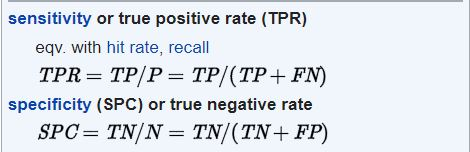 sensitivity or true positive rate (TPR)
eqv. with hit rate, recall
TPR = TP/P = TP/(TP + FN)
specificity (SPC) or true negative rate
SPC = TN/N = TN/(TN + FP)